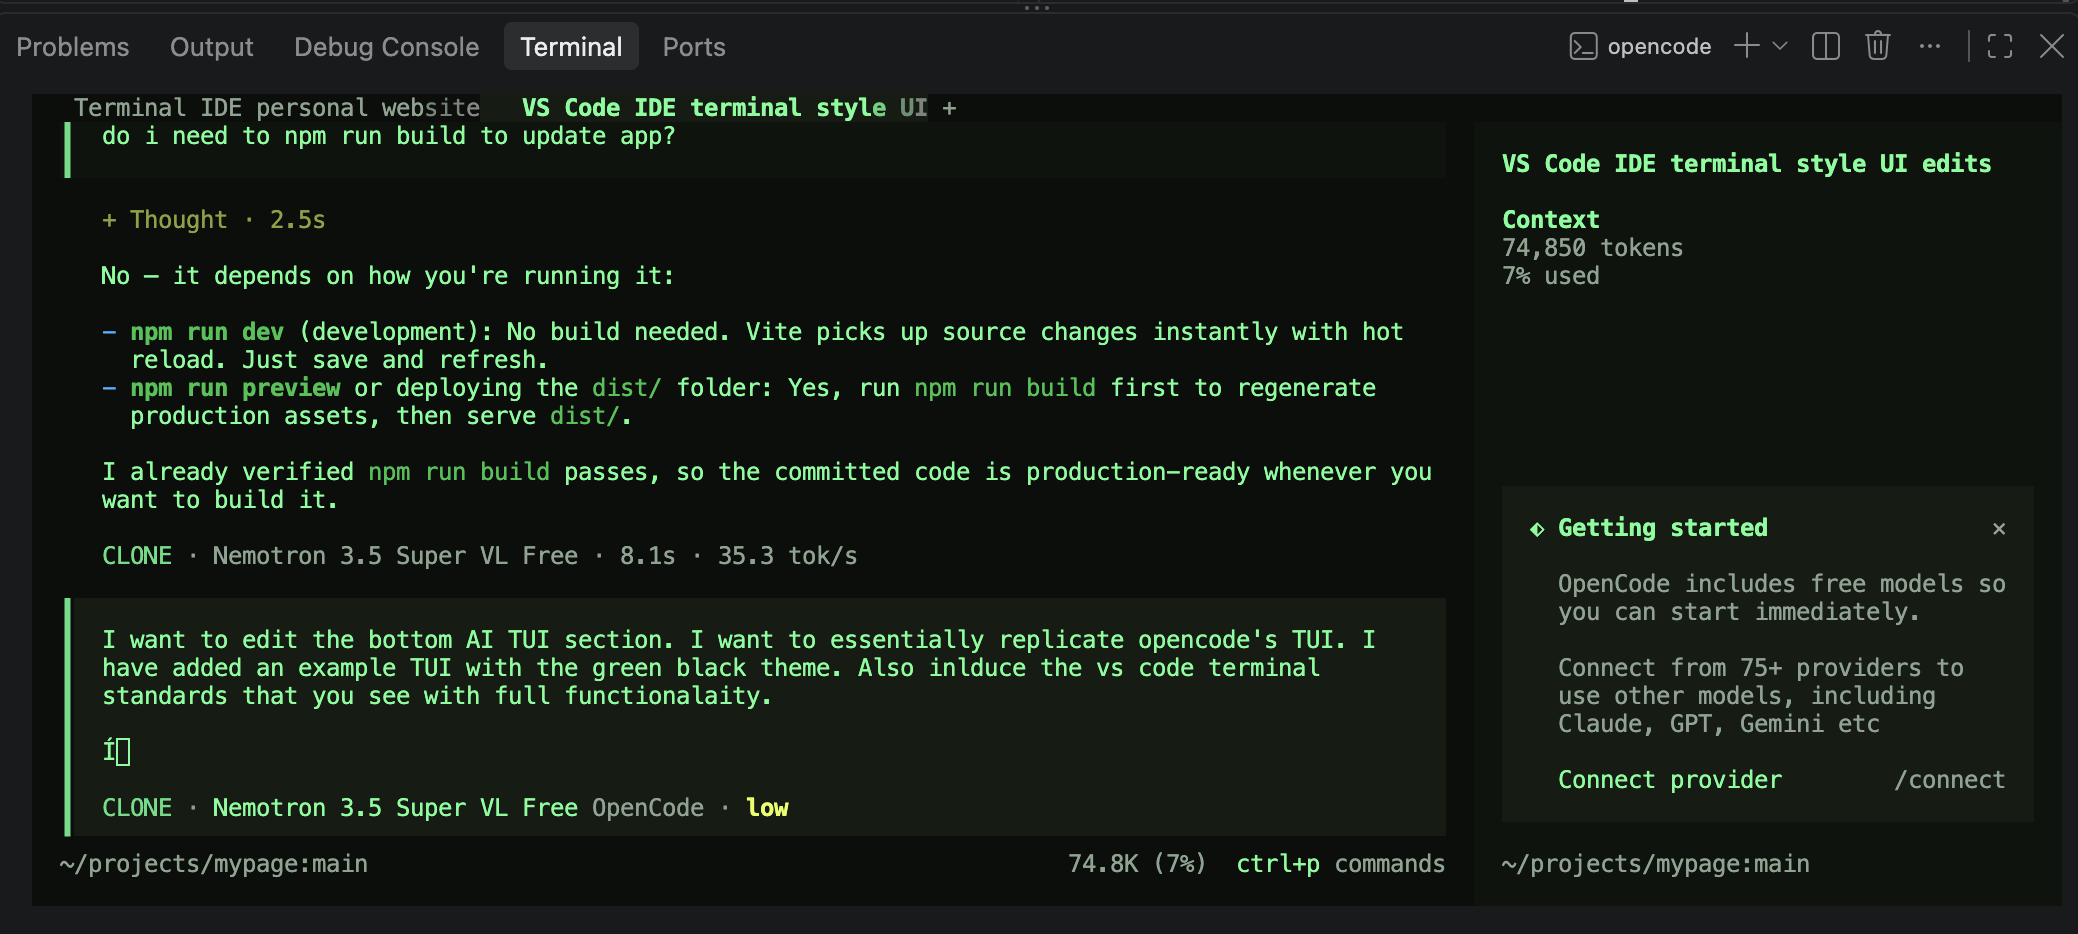 Problems Output Debug Console Terminal Ports opencode
Terminal IDE personal website VS Code IDE terminal style UI +
do i need to npm run build to update app?
+ Thought · 2.5s
No — it depends on how you're running it:
- npm run dev (development): No build needed. Vite picks up source changes instantly with hot
reload. Just save and refresh.
- npm run preview or deploying the dist/ folder: Yes, run npm run build first to regenerate
production assets, then serve dist/.
I already verified npm run build passes, so the committed code is production-ready whenever you
want to build it.
CLONE · Nemotron 3.5 Super VL Free · 8.1s · 35.3 tok/s
I want to edit the bottom AI TUI section. I want to essentially replicate opencode's TUI. I
have added an example TUI with the green black theme. Also inlduce the vs code terminal
standards that you see with full functionalaity.
Í
CLONE · Nemotron 3.5 Super VL Free OpenCode · low
~/projects/mypage:main 74.8K (7%) ctrl+p commands
VS Code IDE terminal style UI edits
Context
74,850 tokens
7% used
Getting started ×
OpenCode includes free models so
you can start immediately.
Connect from 75+ providers to
use other models, including
Claude, GPT, Gemini etc
Connect provider /connect
~/projects/mypage:main